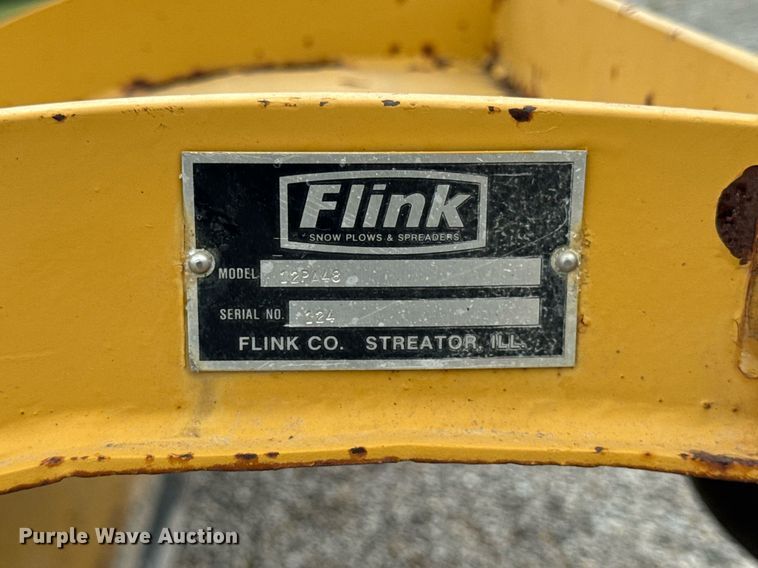 Flink
SNOW PLOWS & SPREADERS
MODEL 12PA48
SERIAL NO. 124
FLINK CO. STREATOR, ILL.
Purple Wave Auction